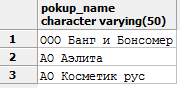 pokup_name
character varying(50)
1 ООО Банг и Бонсомер
2 АО Аэлита
3 АО Косметик рус